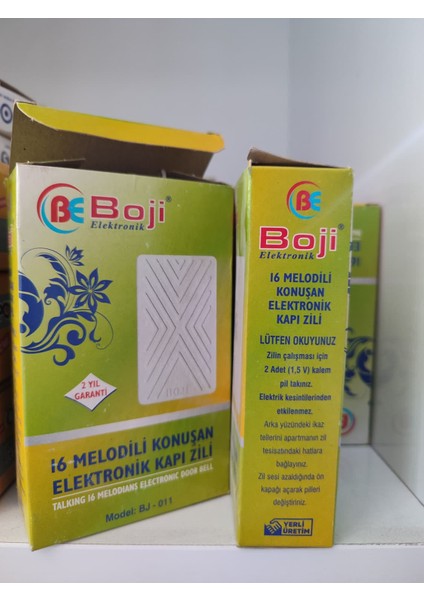 BE Boji®
Elektronik
BOJI
2 YIL
GARANTİ
16 MELODİLİ KONUŞAN
ELEKTRONİK KAPI ZİLİ
TALKING 16 MELODIANS ELECTRONIC DOOR BELL
Model: BJ - 011
BE
Boji®
Elektronik
16 MELODİLİ
KONUŞAN
ELEKTRONİK
KAPI ZİLİ
LÜTFEN OKUYUNUZ
Zilin çalışması için
2 Adet (1,5 V) kalem
pil takınız.
Elektrik kesintilerinden
etkilenmez.
Arka yüzündeki ikaz
tellerini apartmanın zil
tesisatındaki hatlara
bağlayınız.
Zil sesi azaldığında ön
kapağı açarak pilleri
değiştiriniz.
YERLİ
ÜRETİM